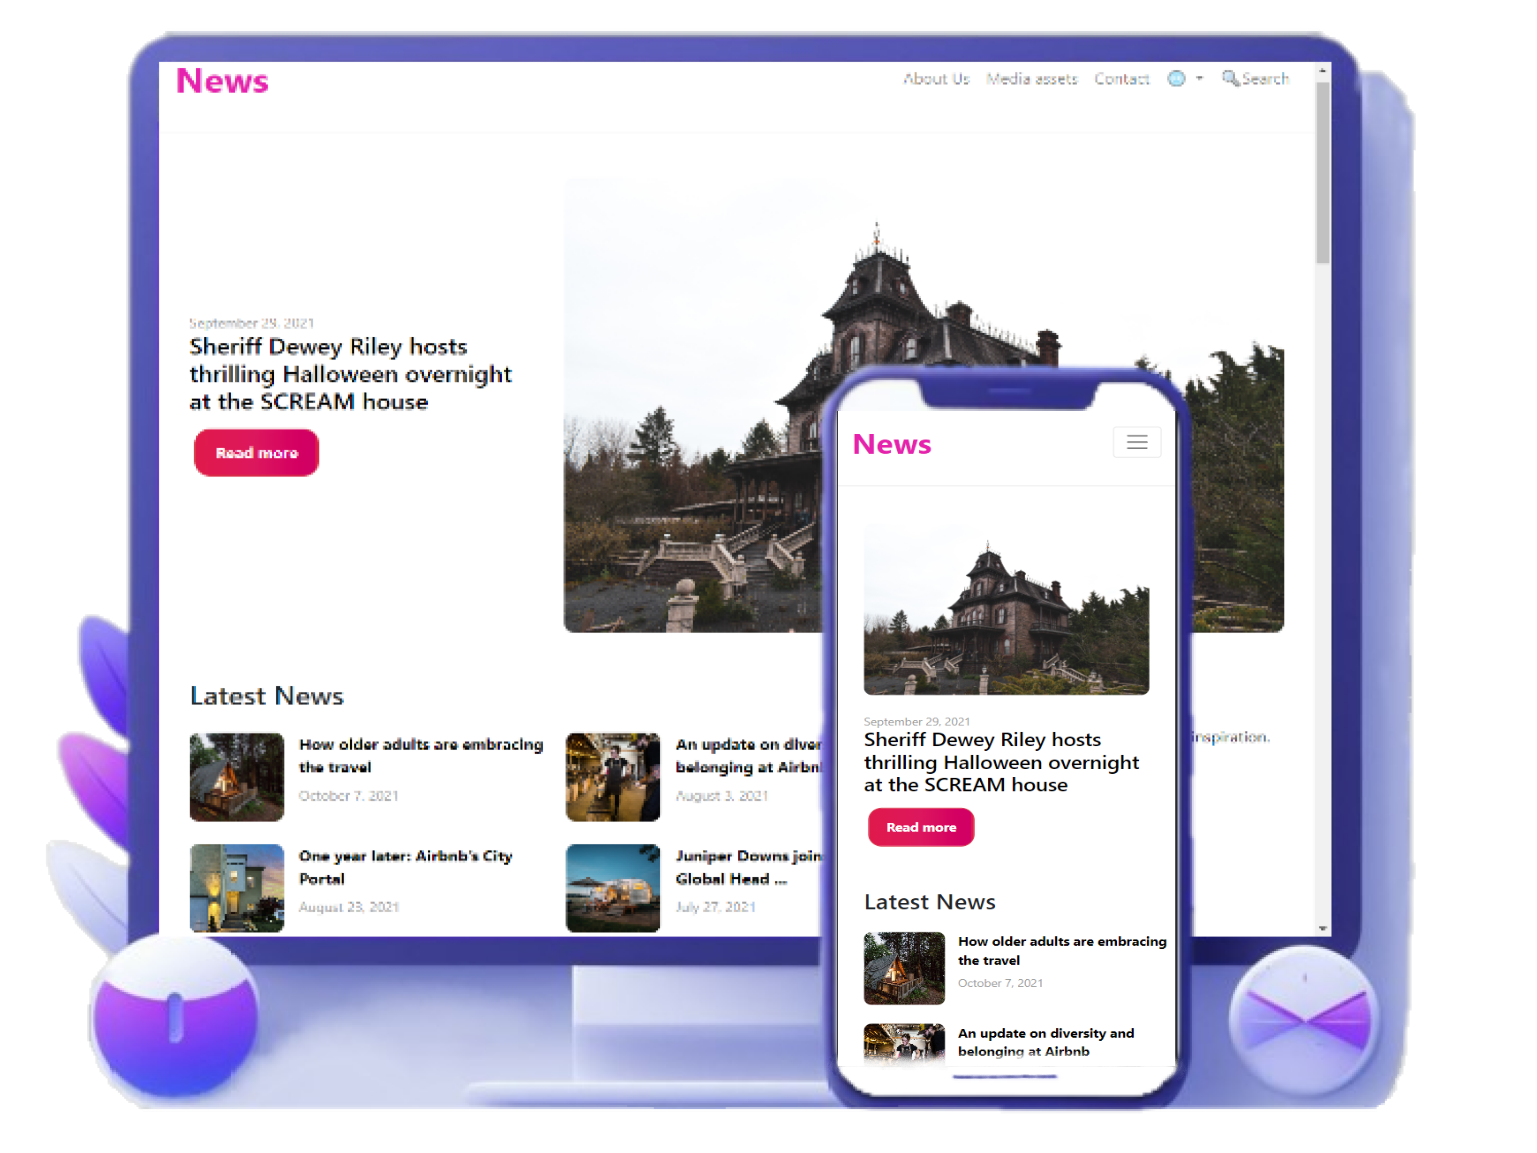 News
About Us Media assets Contact Search
September 29, 2021
Sheriff Dewey Riley hosts
thrilling Halloween overnight
at the SCREAM house
Read more
Latest News
How older adults are embracing
the travel
October 7, 2021
An update on diver
belonging at Airbn
August 3, 2021
inspiration.
One year later: Airbnb's City
Portal
August 23, 2021
Juniper Downs join
Global Head ...
July 27, 2021
News
September 29, 2021
Sheriff Dewey Riley hosts
thrilling Halloween overnight
at the SCREAM house
Read more
Latest News
How older adults are embracing
the travel
October 7, 2021
An update on diversity and
belonging at Airbnb